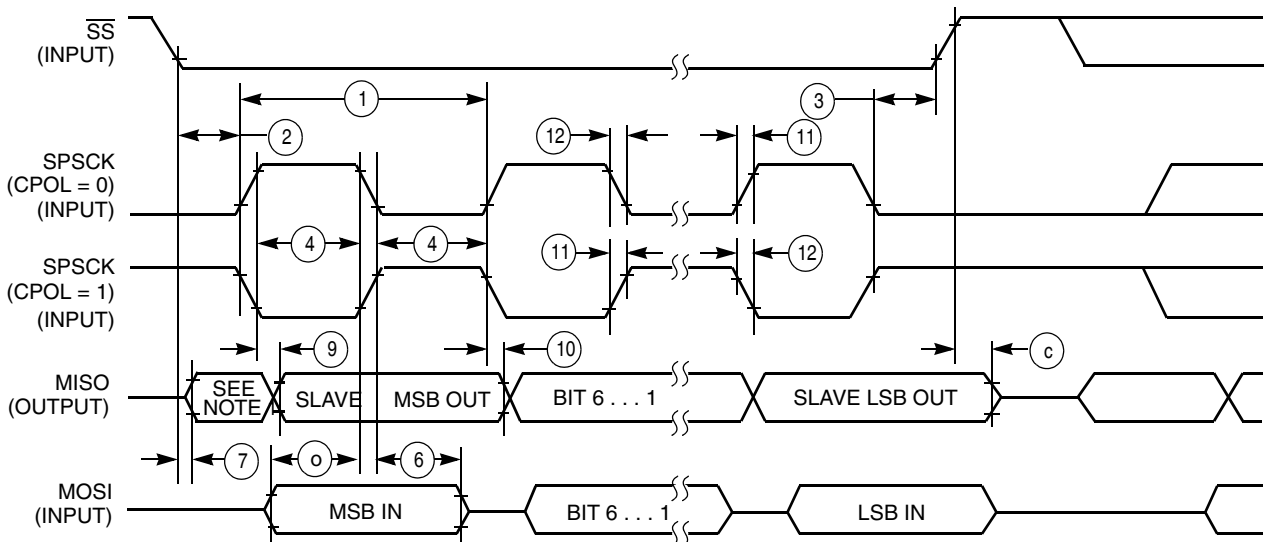 SS
(INPUT)
1
3
2
12
11
SPSCK
(CPOL = 0)
(INPUT)
4
4
SPSCK
(CPOL = 1)
(INPUT)
11
12
9
10
c
MISO
(OUTPUT)
SEE
NOTE
SLAVE
MSB OUT
BIT 6 . . . 1
SLAVE LSB OUT
7
o
6
MOSI
(INPUT)
MSB IN
BIT 6 . . . 1
LSB IN